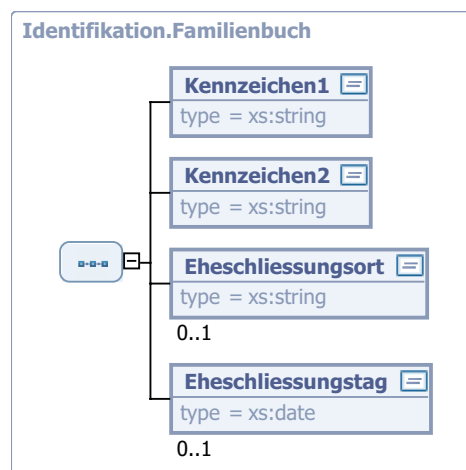 Identifikation.Familienbuch
Kennzeichen1
type = xs:string
Kennzeichen2
type = xs:string
Eheschliessungsort
type = xs:string
0..1
Eheschliessungstag
type = xs:date
0..1